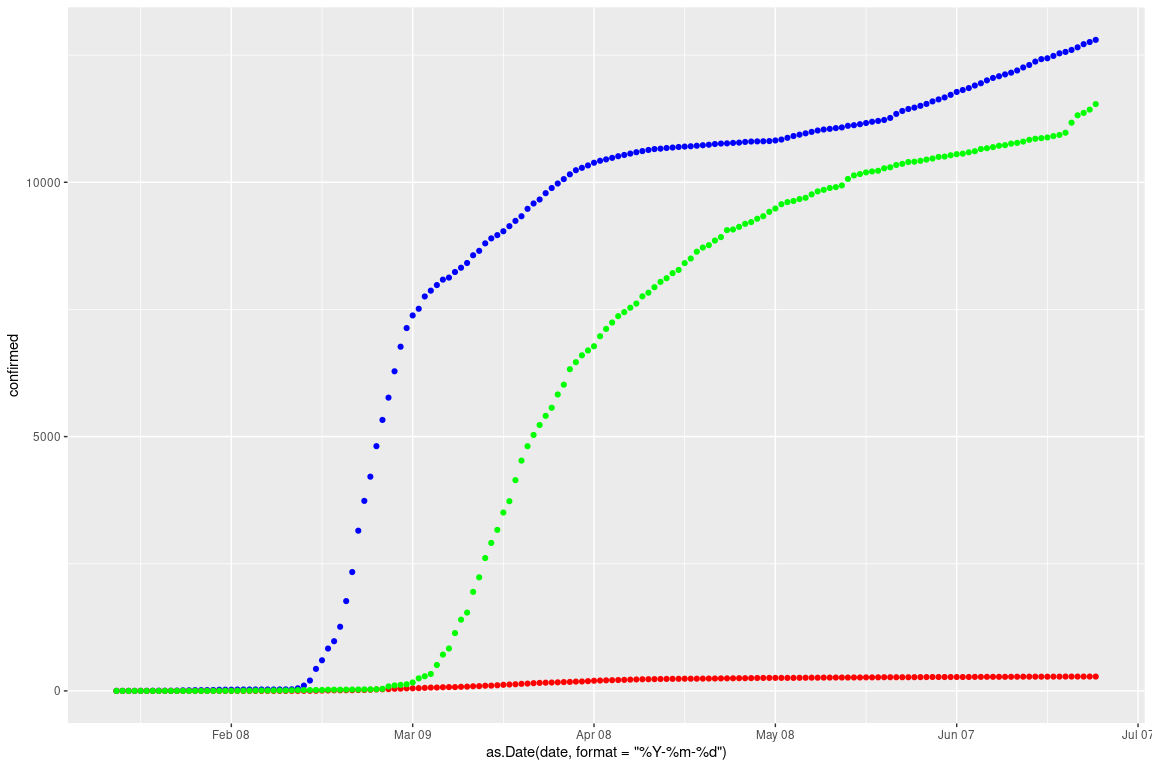 confirmed
10000
5000
0
Feb 08
Mar 09
Apr 08
May 08
Jun 07
Jul 07
as.Date(date, format = "%Y-%m-%d")